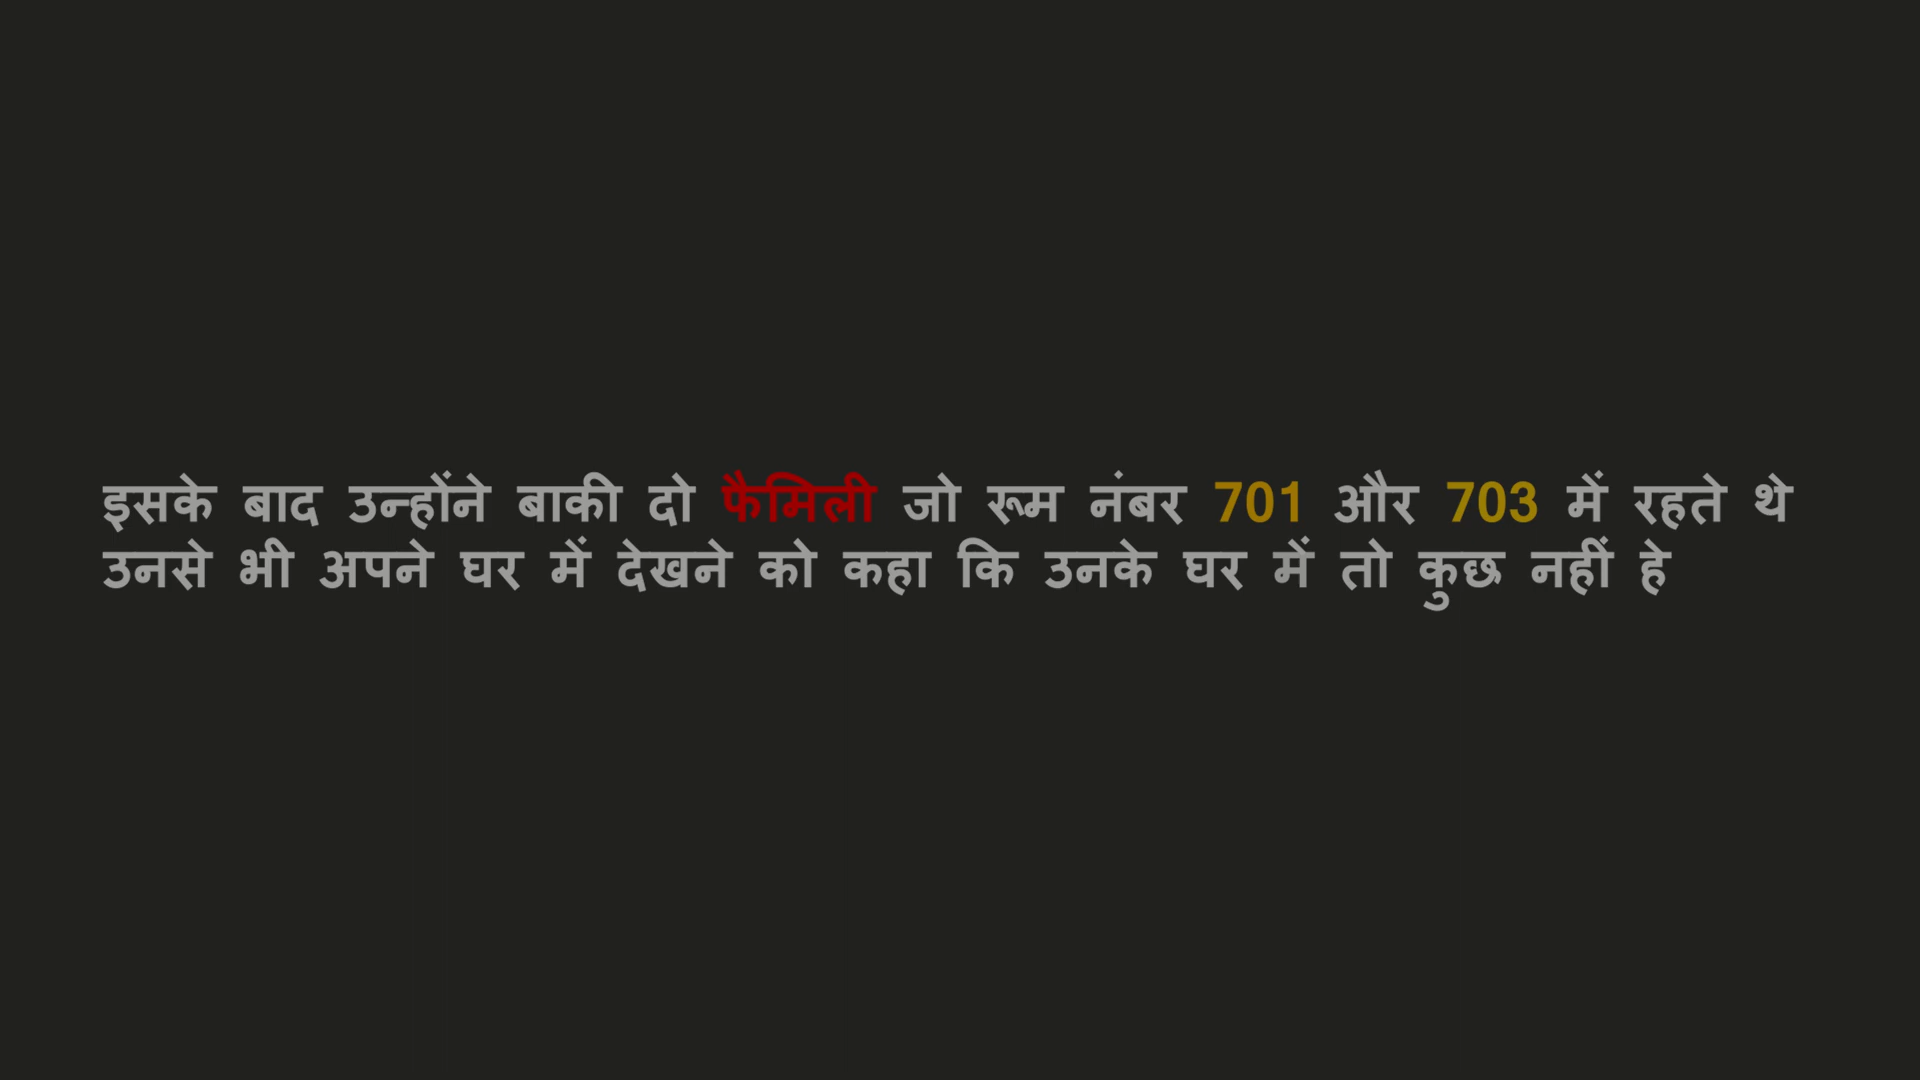 इसके बाद उन्होंने बाकी दो फैमिली जो रूम नंबर 701 और 703 में रहते थे
उनसे भी अपने घर में देखने को कहा कि उनके घर में तो कुछ नहीं हे